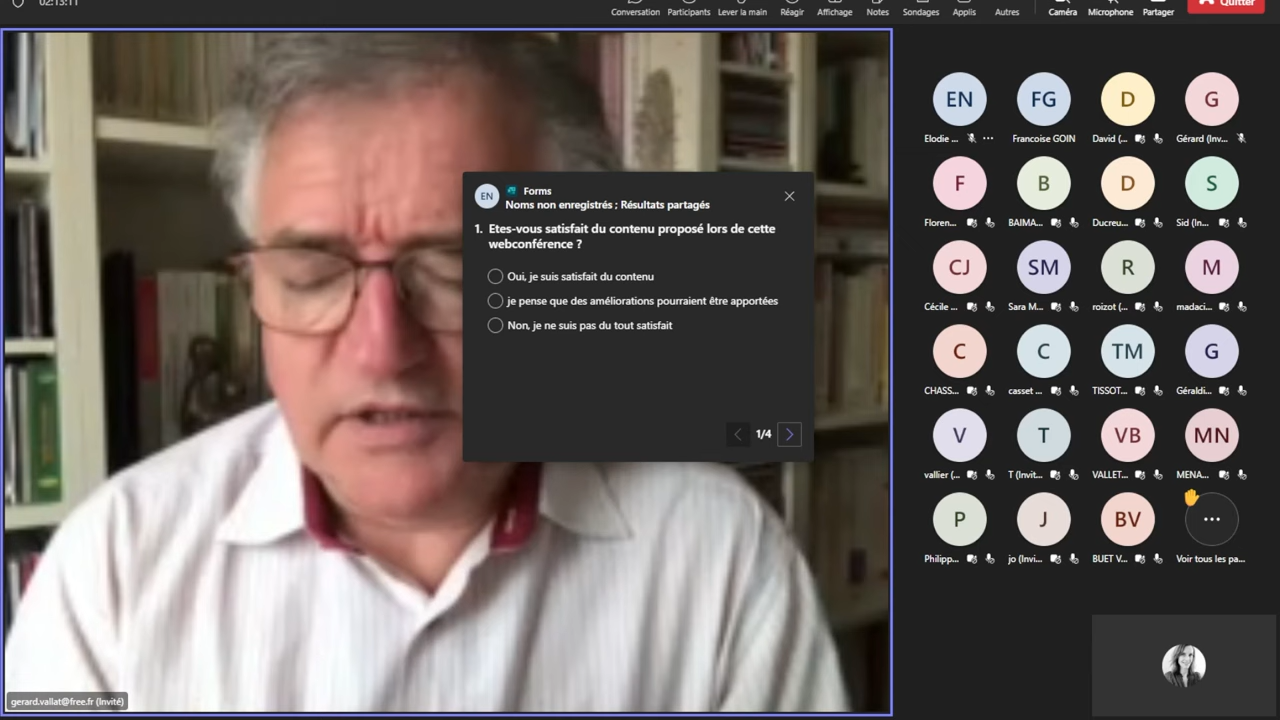 02:13:11
Conversation Participants Lever la main Réagir Affichage Notes Sondages Applis Autres Caméra Microphone Partager Quitter
EN FG D G
Elodie ... Francoise GOIN David (... Gérard (Inv...
F B D S
Floren... BAIMA... Ducreu... Sid (In...
CJ SM R M
Cécile ... Sara M... roizot (... madaci...
C C TM G
CHASS... casset ... TISSOT... Géraldi...
V T VB MN
vallier (... T (Invit... VALLET... MENA...
P J BV ...
Philipp... jo (Invi... BUET V... Voir tous les pa...
EN
Forms
Noms non enregistrés ; Résultats partagés
1. Etes-vous satisfait du contenu proposé lors de cette
webconférence ?
Oui, je suis satisfait du contenu
je pense que des améliorations pourraient être apportées
Non, je ne suis pas du tout satisfait
1/4
gerard.vallat@free.fr (Invité)